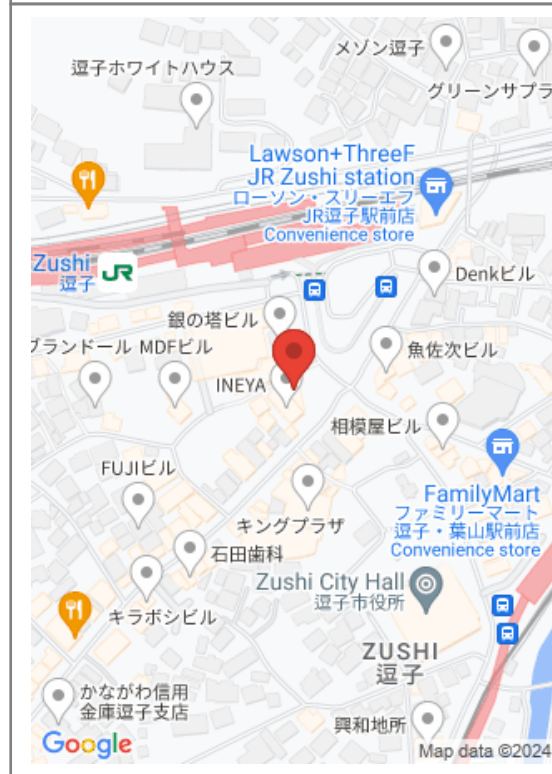 メゾン逗子
逗子ホワイトハウス
グリーンサプラ
Lawson+ThreeF
JR Zushi station
ローソン・スリーエフ
JR逗子駅前店
Convenience store
Zushi
逗子
JR
Denkビル
銀の塔ビル
ブランドール MDFビル
魚佐次ビル
INEYA
相模屋ビル
FUJIビル
FamilyMart
ファミリーマート
逗子・葉山駅前店
Convenience store
キングプラザ
石田歯科
Zushi City Hall
逗子市役所
キラボシビル
ZUSHI
逗子
かながわ信用
金庫逗子支店
興和地所
Google
Map data ©2024